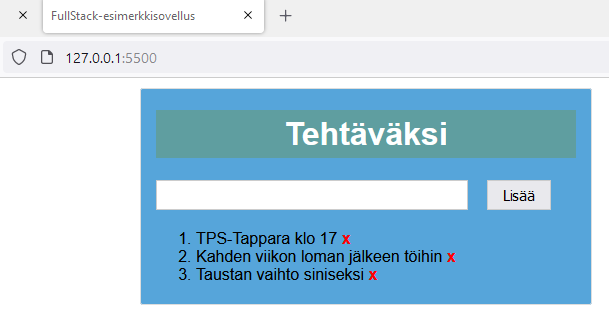 FullStack-esimerkkisovellus
127.0.0.1:5500
Tehtäväksi
Lisää
1. TPS-Tappara klo 17 x
2. Kahden viikon loman jälkeen töihin x
3. Taustan vaihto siniseksi x